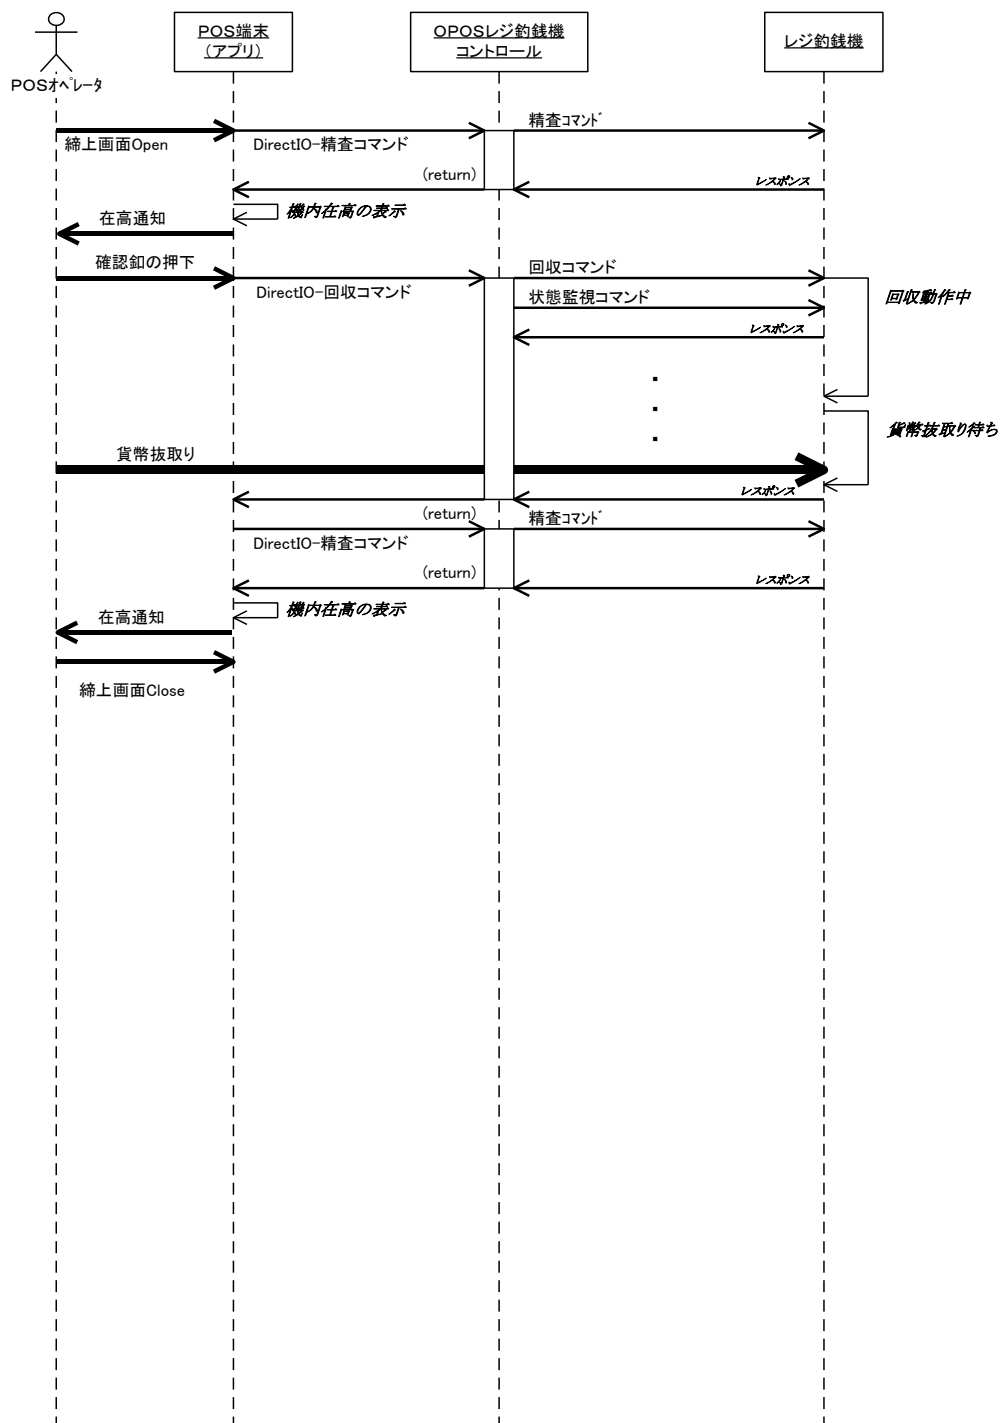 POS端末
（アプリ）
OPOSレジ釣銭機
コントロール
レジ釣銭機
POSｵﾍﾟﾚｰﾀ
精査ｺﾏﾝﾄﾞ
締上画面Open
DirectIO-精査コマンド
(return)
レスポンス
機内在高の表示
在高通知
確認釦の押下
回収コマンド
DirectIO-回収コマンド
状態監視コマンド
回収動作中
レスポンス
・
・
・
貨幣抜取り待ち
貨幣抜取り
レスポンス
(return)
精査ｺﾏﾝﾄﾞ
DirectIO-精査コマンド
(return)
レスポンス
機内在高の表示
在高通知
締上画面Close